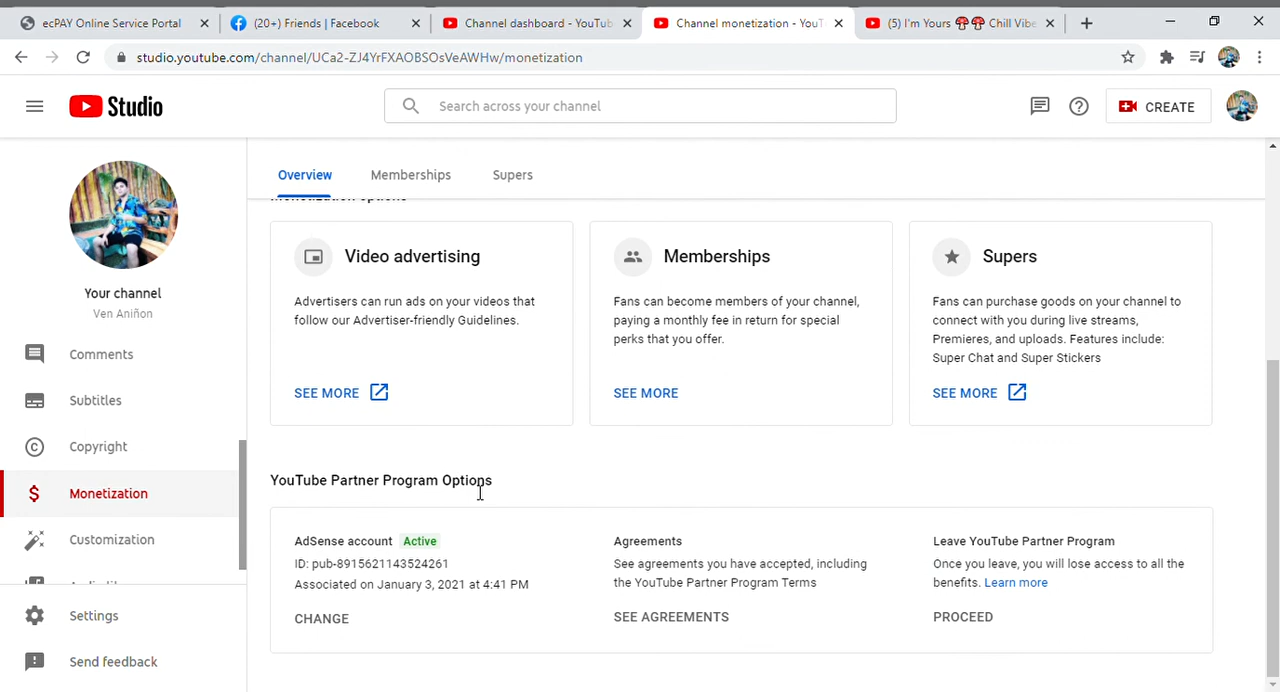 ecPAY Online Service Portal
(20+) Friends | Facebook
Channel dashboard - YouTub
Channel monetization - YouT
(5) I'm Yours 🍄🍄 Chill Vibe
studio.youtube.com/channel/UCa2-ZJ4YrFXAOBSOsVeAWHw/monetization
Studio
Search across your channel
CREATE
Your channel
Ven Aniñon
Comments
Subtitles
Copyright
Monetization
Customization
Settings
Send feedback
Overview
Memberships
Supers
Monetization options
Video advertising
Advertisers can run ads on your videos that
follow our Advertiser-friendly Guidelines.
SEE MORE
Memberships
Fans can become members of your channel,
paying a monthly fee in return for special
perks that you offer.
SEE MORE
Supers
Fans can purchase goods on your channel to
connect with you during live streams,
Premieres, and uploads. Features include:
Super Chat and Super Stickers
SEE MORE
YouTube Partner Program Options
AdSense account Active
ID: pub-8915621143524261
Associated on January 3, 2021 at 4:41 PM
CHANGE
Agreements
See agreements you have accepted, including
the YouTube Partner Program Terms
SEE AGREEMENTS
Leave YouTube Partner Program
Once you leave, you will lose access to all the
benefits. Learn more
PROCEED